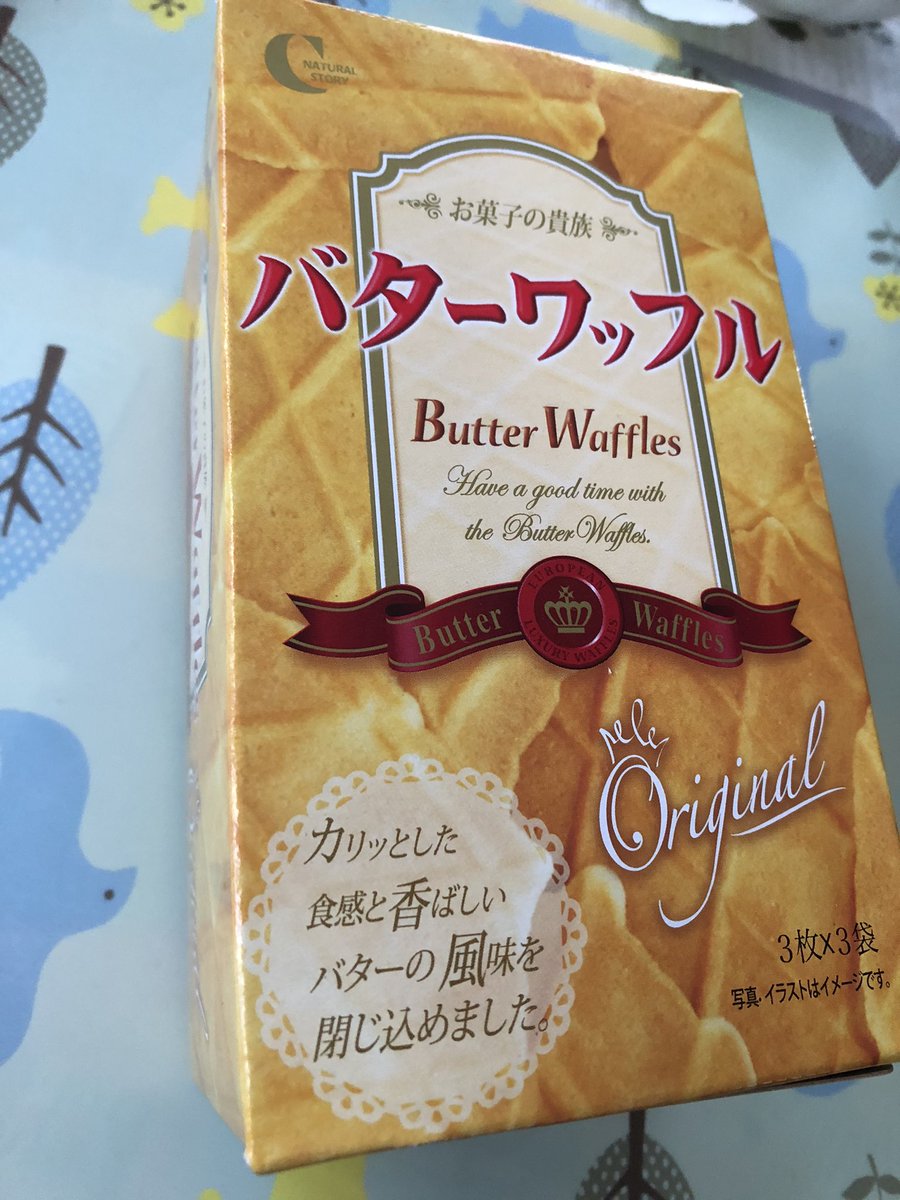 NATURAL
STORY
お菓子の貴族
バターワッフル
Butter Waffles
Have a good time with
the Butter Waffles.
EUROPEAN
Butter Waffles
LUXURY WAFFLES
Original
カリッとした
食感と香ばしい
バターの風味を
閉じ込めました。
3枚X3袋
写真・イラストはイメージです。